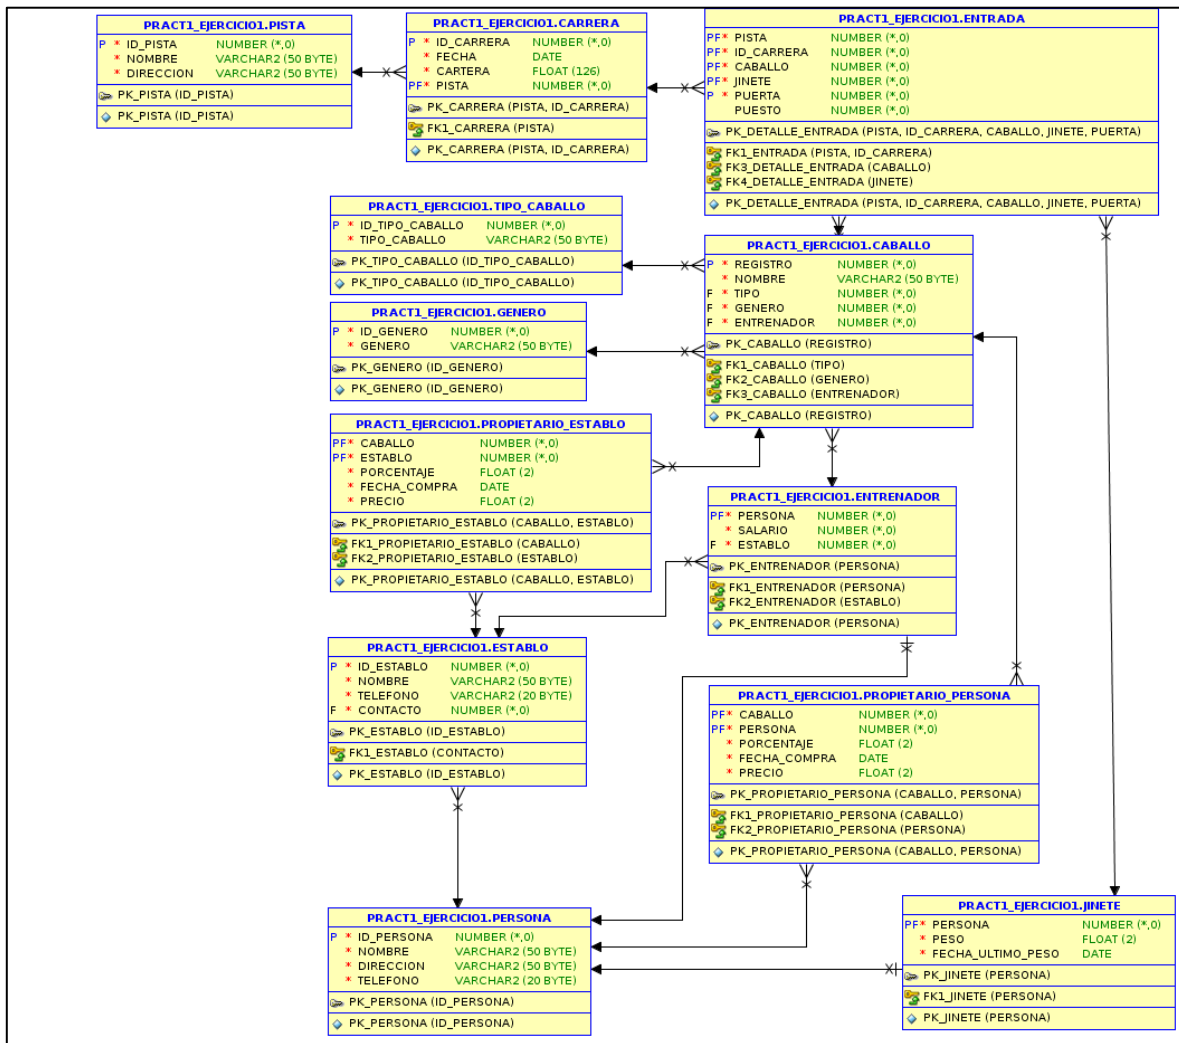 PRACT1_EJERCICIO1.PISTA
P * ID_PISTA NUMBER (*,0)
* NOMBRE VARCHAR2 (50 BYTE)
* DIRECCION VARCHAR2 (50 BYTE)
PK_PISTA (ID_PISTA)
PK_PISTA (ID_PISTA)
PRACT1_EJERCICIO1.CARRERA
P * ID_CARRERA NUMBER (*,0)
* FECHA DATE
* CARTERA FLOAT (126)
PF* PISTA NUMBER (*,0)
PK_CARRERA (PISTA, ID_CARRERA)
FK1_CARRERA (PISTA)
PK_CARRERA (PISTA, ID_CARRERA)
PRACT1_EJERCICIO1.ENTRADA
PF* PISTA NUMBER (*,0)
PF* ID_CARRERA NUMBER (*,0)
PF* CABALLO NUMBER (*,0)
PF* JINETE NUMBER (*,0)
P * PUERTA NUMBER (*,0)
PUESTO NUMBER (*,0)
PK_DETALLE_ENTRADA (PISTA, ID_CARRERA, CABALLO, JINETE, PUERTA)
FK1_ENTRADA (PISTA, ID_CARRERA)
FK3_DETALLE_ENTRADA (CABALLO)
FK4_DETALLE_ENTRADA (JINETE)
PK_DETALLE_ENTRADA (PISTA, ID_CARRERA, CABALLO, JINETE, PUERTA)
PRACT1_EJERCICIO1.TIPO_CABALLO
P * ID_TIPO_CABALLO NUMBER (*,0)
* TIPO_CABALLO VARCHAR2 (50 BYTE)
PK_TIPO_CABALLO (ID_TIPO_CABALLO)
PK_TIPO_CABALLO (ID_TIPO_CABALLO)
PRACT1_EJERCICIO1.CABALLO
P * REGISTRO NUMBER (*,0)
* NOMBRE VARCHAR2 (50 BYTE)
F * TIPO NUMBER (*,0)
F * GENERO NUMBER (*,0)
F * ENTRENADOR NUMBER (*,0)
PK_CABALLO (REGISTRO)
FK1_CABALLO (TIPO)
FK2_CABALLO (GENERO)
FK3_CABALLO (ENTRENADOR)
PK_CABALLO (REGISTRO)
PRACT1_EJERCICIO1.GENERO
P * ID_GENERO NUMBER (*,0)
* GENERO VARCHAR2 (50 BYTE)
PK_GENERO (ID_GENERO)
PK_GENERO (ID_GENERO)
PRACT1_EJERCICIO1.PROPIETARIO_ESTABLO
PF* CABALLO NUMBER (*,0)
PF* ESTABLO NUMBER (*,0)
* PORCENTAJE FLOAT (2)
* FECHA_COMPRA DATE
* PRECIO FLOAT (2)
PK_PROPIETARIO_ESTABLO (CABALLO, ESTABLO)
FK1_PROPIETARIO_ESTABLO (CABALLO)
FK2_PROPIETARIO_ESTABLO (ESTABLO)
PK_PROPIETARIO_ESTABLO (CABALLO, ESTABLO)
PRACT1_EJERCICIO1.ENTRENADOR
PF* PERSONA NUMBER (*,0)
* SALARIO NUMBER (*,0)
F * ESTABLO NUMBER (*,0)
PK_ENTRENADOR (PERSONA)
FK1_ENTRENADOR (PERSONA)
FK2_ENTRENADOR (ESTABLO)
PK_ENTRENADOR (PERSONA)
PRACT1_EJERCICIO1.ESTABLO
P * ID_ESTABLO NUMBER (*,0)
* NOMBRE VARCHAR2 (50 BYTE)
* TELEFONO VARCHAR2 (20 BYTE)
F * CONTACTO NUMBER (*,0)
PK_ESTABLO (ID_ESTABLO)
FK1_ESTABLO (CONTACTO)
PK_ESTABLO (ID_ESTABLO)
PRACT1_EJERCICIO1.PROPIETARIO_PERSONA
PF* CABALLO NUMBER (*,0)
PF* PERSONA NUMBER (*,0)
* PORCENTAJE FLOAT (2)
* FECHA_COMPRA DATE
* PRECIO FLOAT (2)
PK_PROPIETARIO_PERSONA (CABALLO, PERSONA)
FK1_PROPIETARIO_PERSONA (CABALLO)
FK2_PROPIETARIO_PERSONA (PERSONA)
PK_PROPIETARIO_PERSONA (CABALLO, PERSONA)
PRACT1_EJERCICIO1.PERSONA
P * ID_PERSONA NUMBER (*,0)
* NOMBRE VARCHAR2 (50 BYTE)
* DIRECCION VARCHAR2 (50 BYTE)
* TELEFONO VARCHAR2 (20 BYTE)
PK_PERSONA (ID_PERSONA)
PK_PERSONA (ID_PERSONA)
PRACT1_EJERCICIO1.JINETE
PF* PERSONA NUMBER (*,0)
* PESO FLOAT (2)
* FECHA_ULTIMO_PESO DATE
PK_JINETE (PERSONA)
FK1_JINETE (PERSONA)
PK_JINETE (PERSONA)